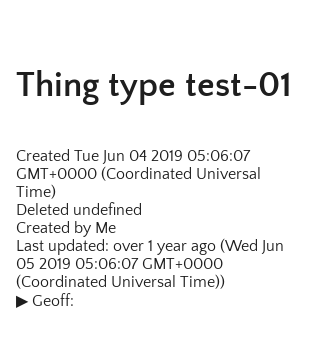 Thing type test-01
Created Tue Jun 04 2019 05:06:07
GMT+0000 (Coordinated Universal
Time)
Deleted undefined
Created by Me
Last updated: over 1 year ago (Wed Jun
05 2019 05:06:07 GMT+0000
(Coordinated Universal Time))
▶ Geoff: